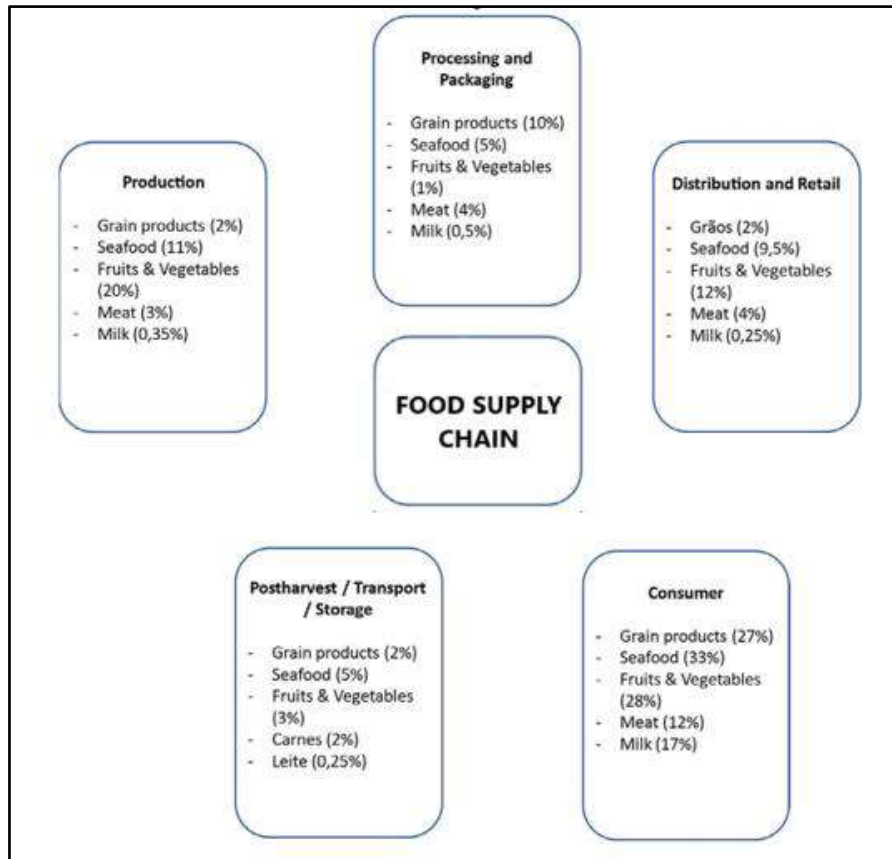 Processing and
Packaging
- Grain products (10%)
- Seafood (5%)
- Fruits & Vegetables
(1%)
- Meat (4%)
- Milk (0,5%)
Production
- Grain products (2%)
- Seafood (11%)
- Fruits & Vegetables
(20%)
- Meat (3%)
- Milk (0,35%)
Distribution and Retail
- Grãos (2%)
- Seafood (9,5%)
- Fruits & Vegetables
(12%)
- Meat (4%)
- Milk (0,25%)
FOOD SUPPLY
CHAIN
Postharvest / Transport
/ Storage
- Grain products (2%)
- Seafood (5%)
- Fruits & Vegetables
(3%)
- Carnes (2%)
- Leite (0,25%)
Consumer
- Grain products (27%)
- Seafood (33%)
- Fruits & Vegetables
(28%)
- Meat (12%)
- Milk (17%)